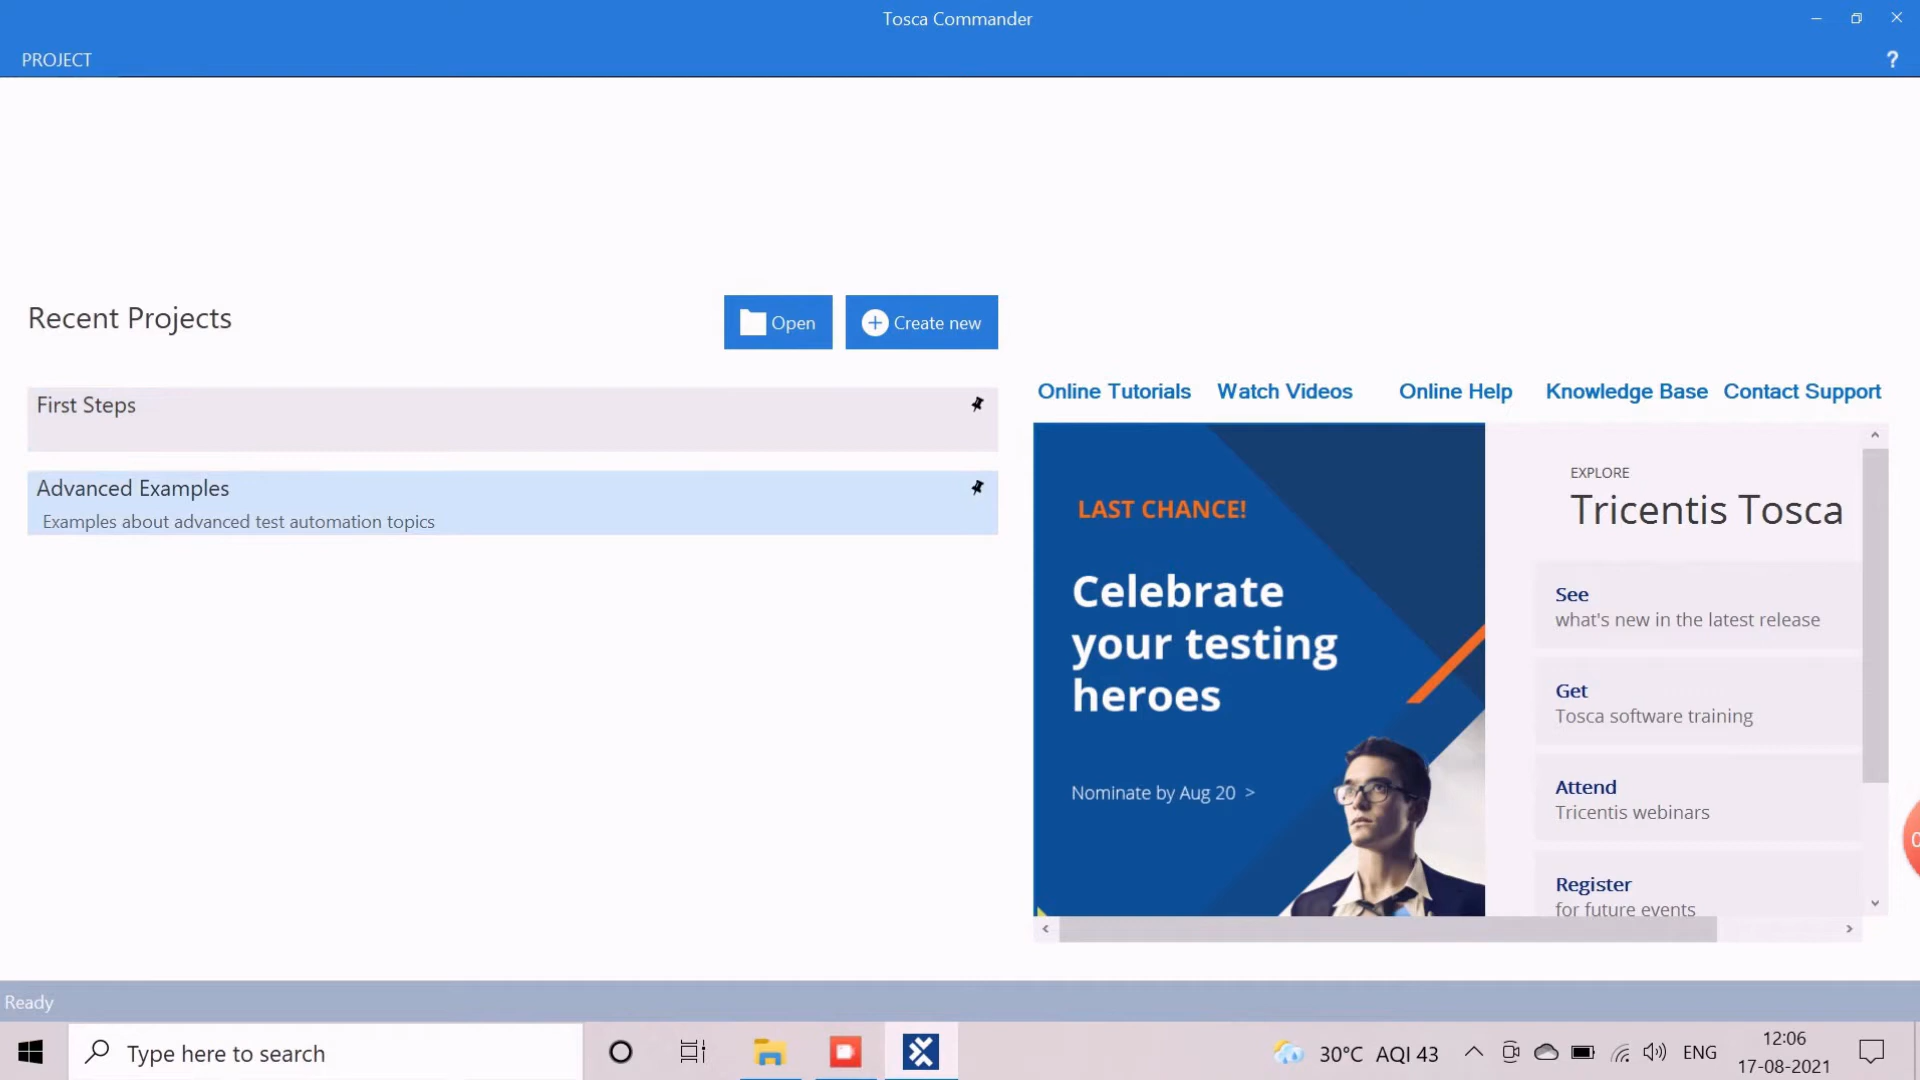 Tosca Commander
PROJECT
?
Recent Projects
Open
Create new
First Steps
Advanced Examples
Examples about advanced test automation topics
Online Tutorials
Watch Videos
Online Help
Knowledge Base
Contact Support
LAST CHANCE!
Celebrate
your testing
heroes
Nominate by Aug 20 >
EXPLORE
Tricentis Tosca
See
what's new in the latest release
Get
Tosca software training
Attend
Tricentis webinars
Register
for future events
0
Ready
Type here to search
30°C AQI 43
ENG
12:06
17-08-2021